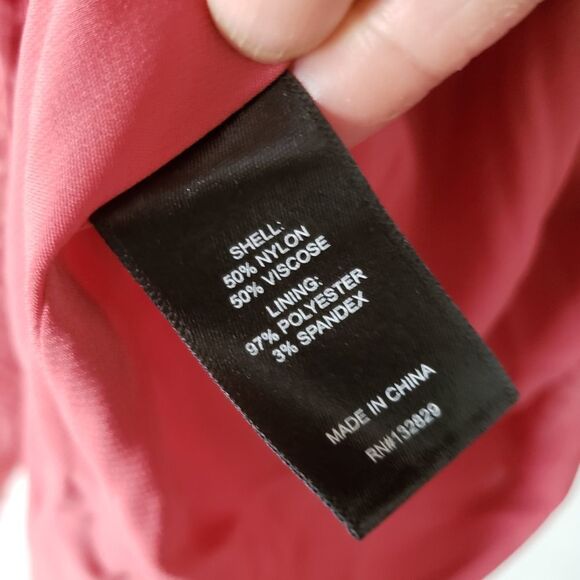 SHELL:
50% NYLON
50% VISCOSE
LINING:
97% POLYESTER
3% SPANDEX
MADE IN CHINA
RN#132829